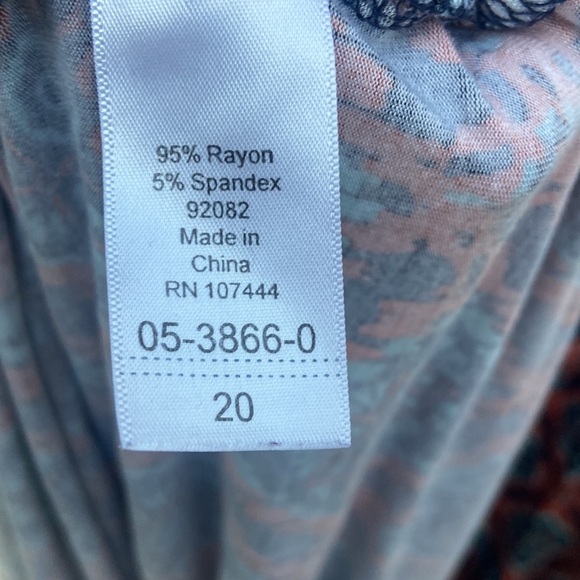 95% Rayon
5% Spandex
92082
Made in
China
RN 107444
05-3866-0
20